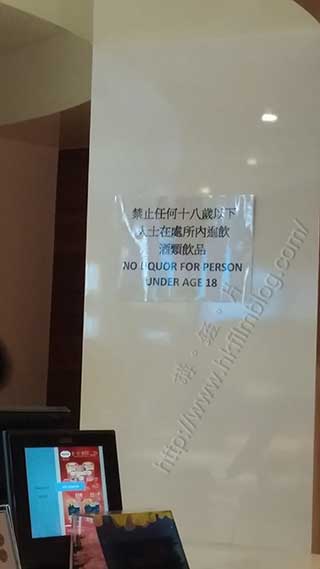 禁止任何十八歲以下
人士在處所內進飲
酒類飲品
NO LIQUOR FOR PERSON
UNDER AGE 18
http://www.hkfilmblog.com/